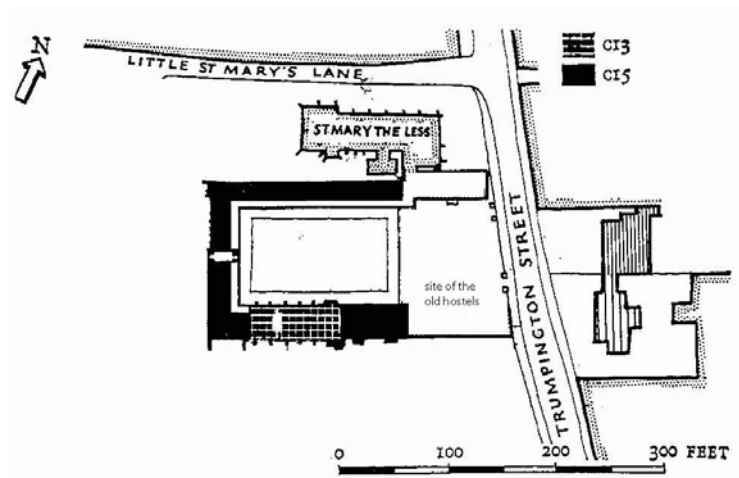 N
C13
C15
LITTLE ST MARY'S LANE
ST MARY THE LESS
TRUMPINGTON STREET
site of the
old hostels
0 100 200 300 FEET